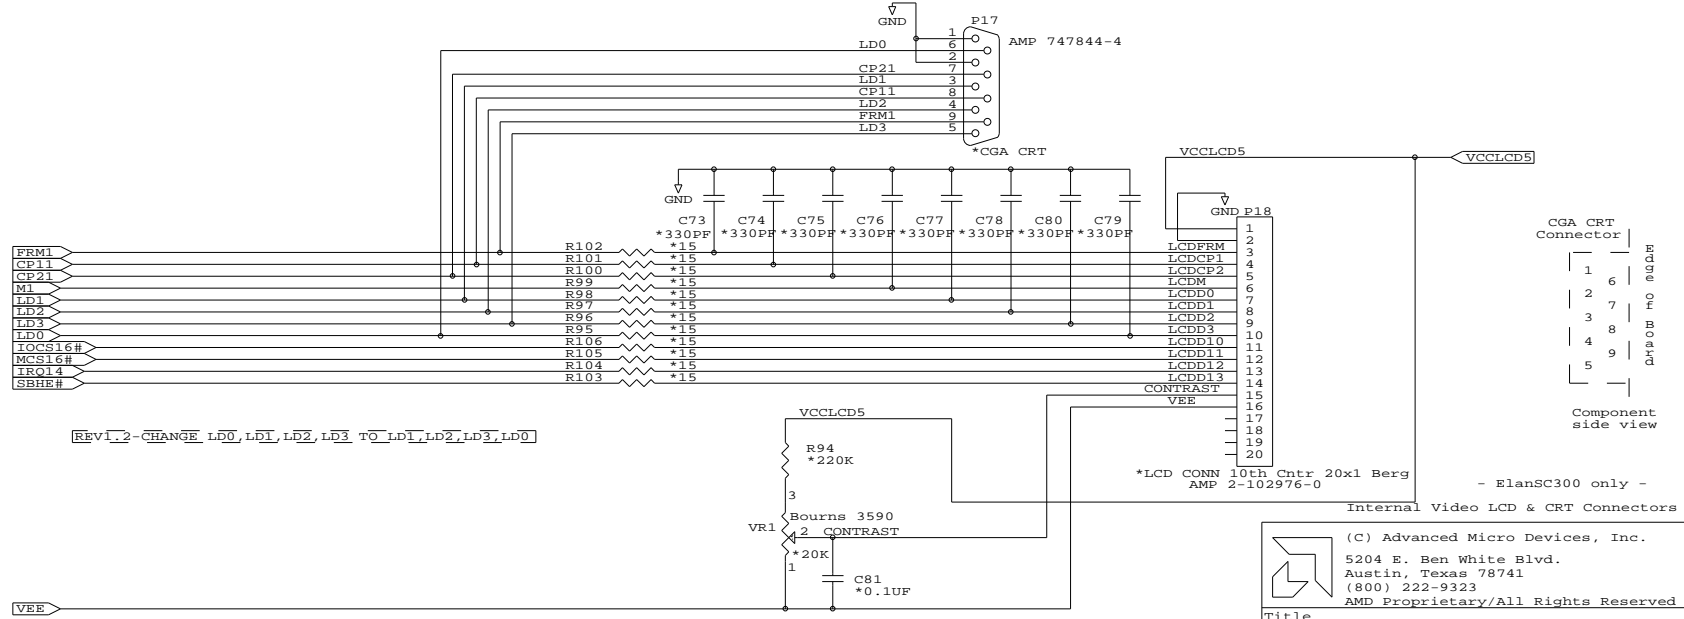 GND
P17
AMP 747844-4
1
LD0 6
2
CP21 7
LD1 3
CP11 8
LD2 4
FRM1 9
LD3 5
*CGA CRT
VCCLCD5
VCCLCD5
GND
C73 C74 C75 C76 C77 C78 C80 C79
*330PF *330PF *330PF *330PF *330PF *330PF *330PF *330PF
GND P18
1
2
FRM1 R102 *15 LCDFRM 3
CP11 R101 *15 LCDCP1 4
CP21 R100 *15 LCDCP2 5
M1 R99 *15 LCDM 6
LD1 R98 *15 LCDD0 7
LD2 R97 *15 LCDD1 8
LD3 R96 *15 LCDD2 9
LD0 R95 *15 LCDD3 10
IOCS16# R106 *15 LCDD10 11
MCS16# R105 *15 LCDD11 12
IRQ14 R104 *15 LCDD12 13
SBHE# R103 *15 LCDD13 14
CONTRAST 15
VEE 16
17
18
19
20
*LCD CONN 10th Cntr 20x1 Berg
AMP 2-102976-0
CGA CRT
Connector
1
6
2
7
3
8
4
9
5
Edge of Board
Component
side view
REV1.2-CHANGE LD0,LD1,LD2,LD3 TO LD1,LD2,LD3,LD0
VCCLCD5
R94
*220K
3
Bourns 3590
VR1 2 CONTRAST
*20K
1
C81
*0.1UF
VEE
- ElanSC300 only -
Internal Video LCD & CRT Connectors
(C) Advanced Micro Devices, Inc.
5204 E. Ben White Blvd.
Austin, Texas 78741
(800) 222-9323
AMD Proprietary/All Rights Reserved
Title